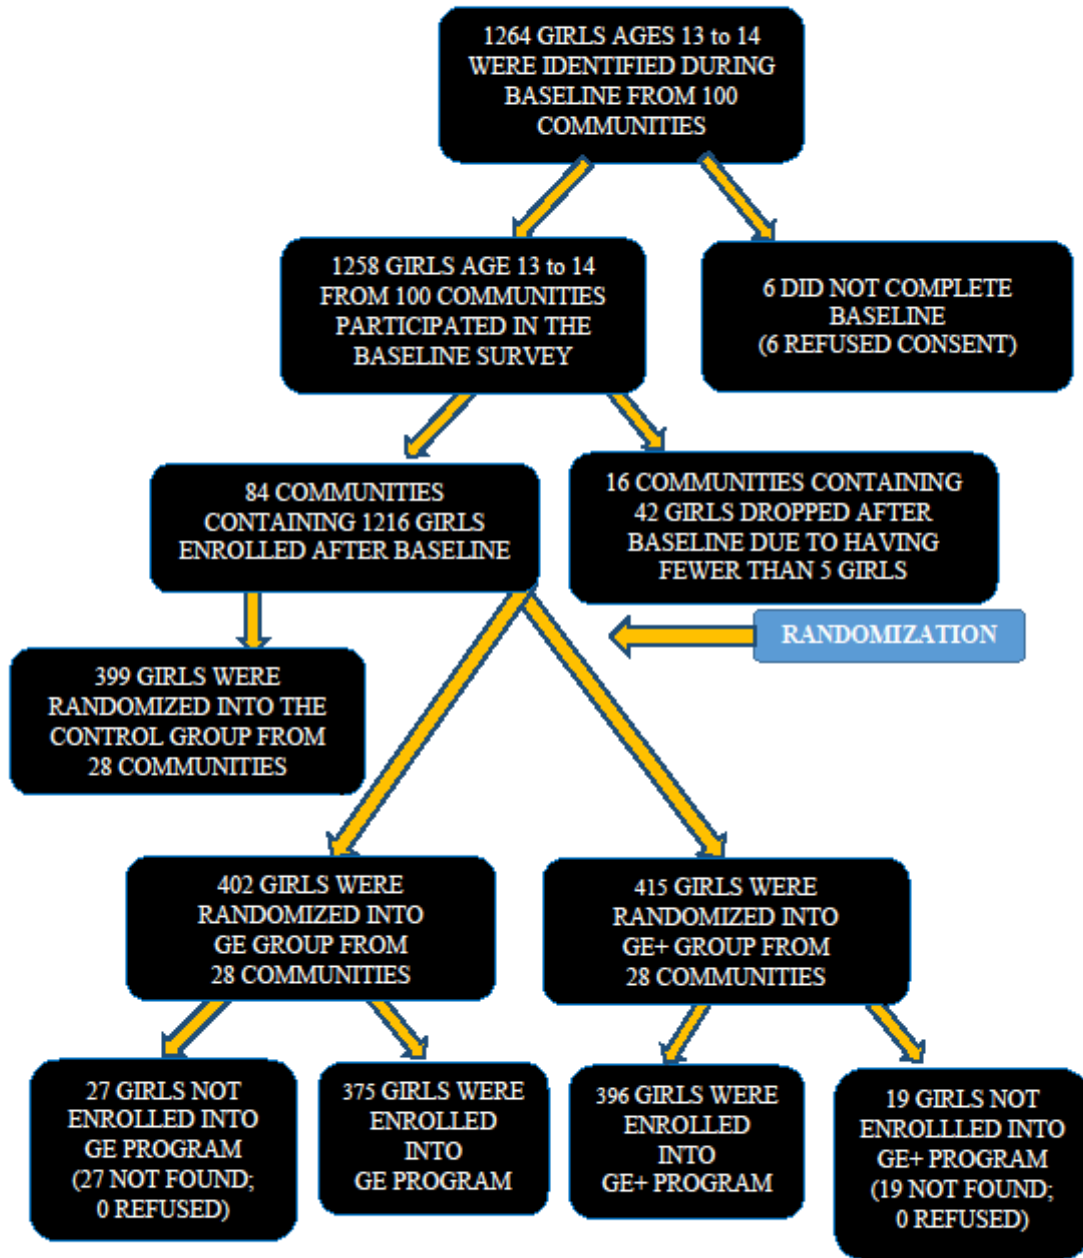 1264 GIRLS AGES 13 to 14
WERE IDENTIFIED DURING
BASELINE FROM 100
COMMUNITIES
1258 GIRLS AGE 13 to 14
FROM 100 COMMUNITIES
PARTICIPATED IN THE
BASELINE SURVEY
6 DID NOT COMPLETE
BASELINE
(6 REFUSED CONSENT)
84 COMMUNITIES
CONTAINING 1216 GIRLS
ENROLLED AFTER BASELINE
16 COMMUNITIES CONTAINING
42 GIRLS DROPPED AFTER
BASELINE DUE TO HAVING
FEWER THAN 5 GIRLS
RANDOMIZATION
399 GIRLS WERE
RANDOMIZED INTO THE
CONTROL GROUP FROM
28 COMMUNITIES
402 GIRLS WERE
RANDOMIZED INTO
GE GROUP FROM
28 COMMUNITIES
415 GIRLS WERE
RANDOMIZED INTO
GE+ GROUP FROM
28 COMMUNITIES
27 GIRLS NOT
ENROLLED INTO
GE PROGRAM
(27 NOT FOUND;
0 REFUSED)
375 GIRLS WERE
ENROLLED
INTO
GE PROGRAM
396 GIRLS WERE
ENROLLED
INTO
GE+ PROGRAM
19 GIRLS NOT
ENROLLLED INTO
GE+ PROGRAM
(19 NOT FOUND;
0 REFUSED)